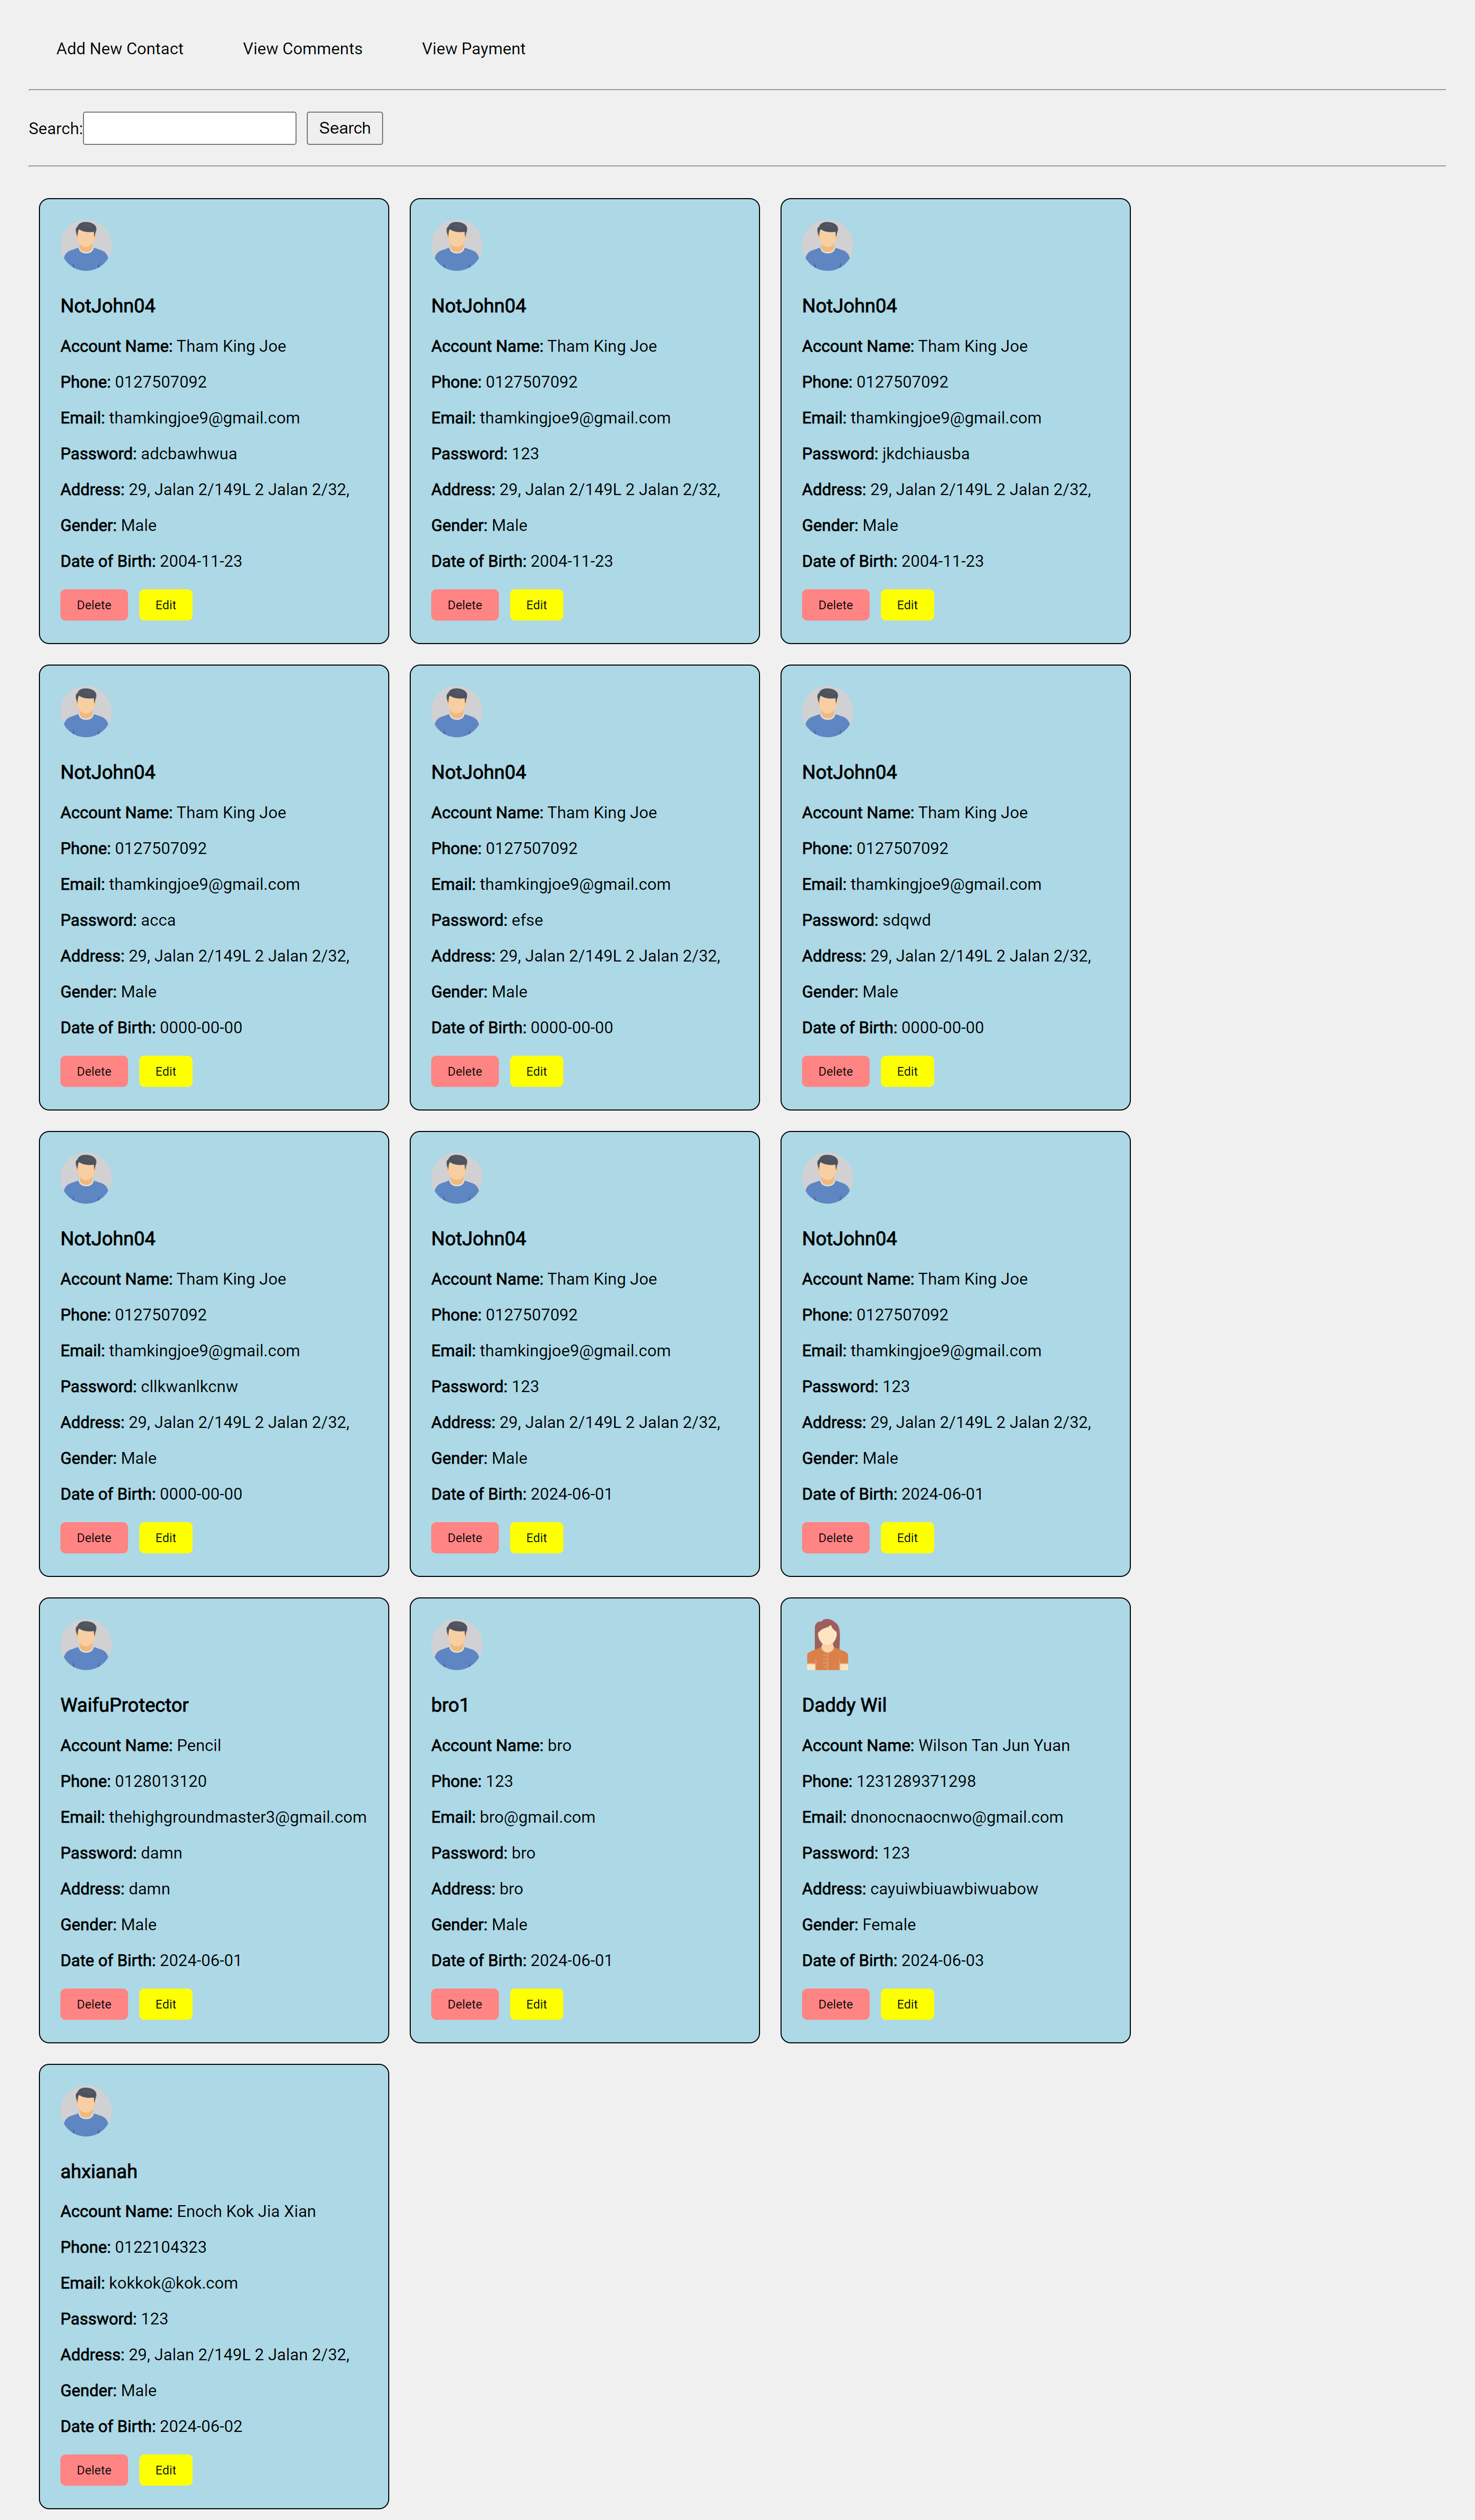 Add New Contact View Comments View Payment
Search: Search
NotJohn04
Account Name: Tham King Joe
Phone: 0127507092
Email: thamkingjoe9@gmail.com
Password: adcbawhwua
Address: 29, Jalan 2/149L 2 Jalan 2/32,
Gender: Male
Date of Birth: 2004-11-23
Delete Edit
NotJohn04
Account Name: Tham King Joe
Phone: 0127507092
Email: thamkingjoe9@gmail.com
Password: 123
Address: 29, Jalan 2/149L 2 Jalan 2/32,
Gender: Male
Date of Birth: 2004-11-23
Delete Edit
NotJohn04
Account Name: Tham King Joe
Phone: 0127507092
Email: thamkingjoe9@gmail.com
Password: jkdchiausba
Address: 29, Jalan 2/149L 2 Jalan 2/32,
Gender: Male
Date of Birth: 2004-11-23
Delete Edit
NotJohn04
Account Name: Tham King Joe
Phone: 0127507092
Email: thamkingjoe9@gmail.com
Password: acca
Address: 29, Jalan 2/149L 2 Jalan 2/32,
Gender: Male
Date of Birth: 0000-00-00
Delete Edit
NotJohn04
Account Name: Tham King Joe
Phone: 0127507092
Email: thamkingjoe9@gmail.com
Password: efse
Address: 29, Jalan 2/149L 2 Jalan 2/32,
Gender: Male
Date of Birth: 0000-00-00
Delete Edit
NotJohn04
Account Name: Tham King Joe
Phone: 0127507092
Email: thamkingjoe9@gmail.com
Password: sdqwd
Address: 29, Jalan 2/149L 2 Jalan 2/32,
Gender: Male
Date of Birth: 0000-00-00
Delete Edit
NotJohn04
Account Name: Tham King Joe
Phone: 0127507092
Email: thamkingjoe9@gmail.com
Password: cllkwanlkcnw
Address: 29, Jalan 2/149L 2 Jalan 2/32,
Gender: Male
Date of Birth: 0000-00-00
Delete Edit
NotJohn04
Account Name: Tham King Joe
Phone: 0127507092
Email: thamkingjoe9@gmail.com
Password: 123
Address: 29, Jalan 2/149L 2 Jalan 2/32,
Gender: Male
Date of Birth: 2024-06-01
Delete Edit
NotJohn04
Account Name: Tham King Joe
Phone: 0127507092
Email: thamkingjoe9@gmail.com
Password: 123
Address: 29, Jalan 2/149L 2 Jalan 2/32,
Gender: Male
Date of Birth: 2024-06-01
Delete Edit
WaifuProtector
Account Name: Pencil
Phone: 0128013120
Email: thehighgroundmaster3@gmail.com
Password: damn
Address: damn
Gender: Male
Date of Birth: 2024-06-01
Delete Edit
bro1
Account Name: bro
Phone: 123
Email: bro@gmail.com
Password: bro
Address: bro
Gender: Male
Date of Birth: 2024-06-01
Delete Edit
Daddy Wil
Account Name: Wilson Tan Jun Yuan
Phone: 1231289371298
Email: dnonocnaocnwo@gmail.com
Password: 123
Address: cayuiwbiuawbiwuabow
Gender: Female
Date of Birth: 2024-06-03
Delete Edit
ahxianah
Account Name: Enoch Kok Jia Xian
Phone: 0122104323
Email: kokkok@kok.com
Password: 123
Address: 29, Jalan 2/149L 2 Jalan 2/32,
Gender: Male
Date of Birth: 2024-06-02
Delete Edit